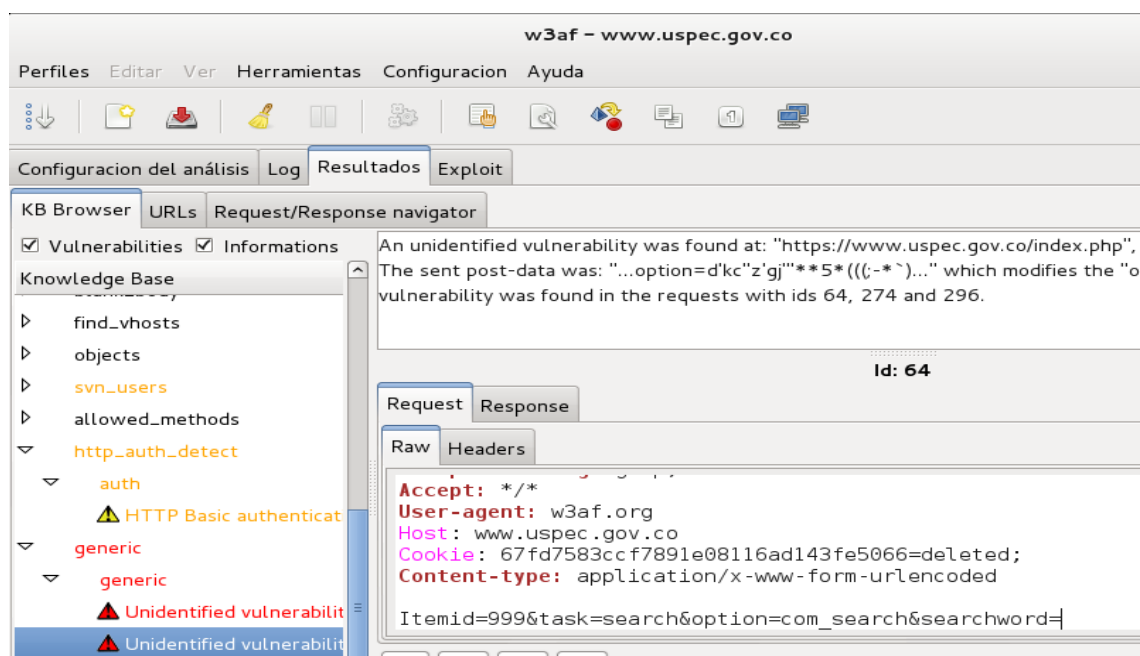 w3af – www.uspec.gov.co
Perfiles Editar Ver Herramientas Configuracion Ayuda
Configuracion del análisis Log Resultados Exploit
KB Browser URLs Request/Response navigator
Vulnerabilities Informations
Knowledge Base
find_vhosts
objects
svn_users
allowed_methods
http_auth_detect
auth
HTTP Basic authenticat
generic
generic
Unidentified vulnerabilit
Unidentified vulnerabilit
An unidentified vulnerability was found at: "https://www.uspec.gov.co/index.php",
The sent post-data was: "...option=d'kc"z'gj'"**5*(((;-*`)..." which modifies the "o
vulnerability was found in the requests with ids 64, 274 and 296.
Id: 64
Request Response
Raw Headers
Accept: */*
User-agent: w3af.org
Host: www.uspec.gov.co
Cookie: 67fd7583ccf7891e08116ad143fe5066=deleted;
Content-type: application/x-www-form-urlencoded
Itemid=999&task=search&option=com_search&searchword=